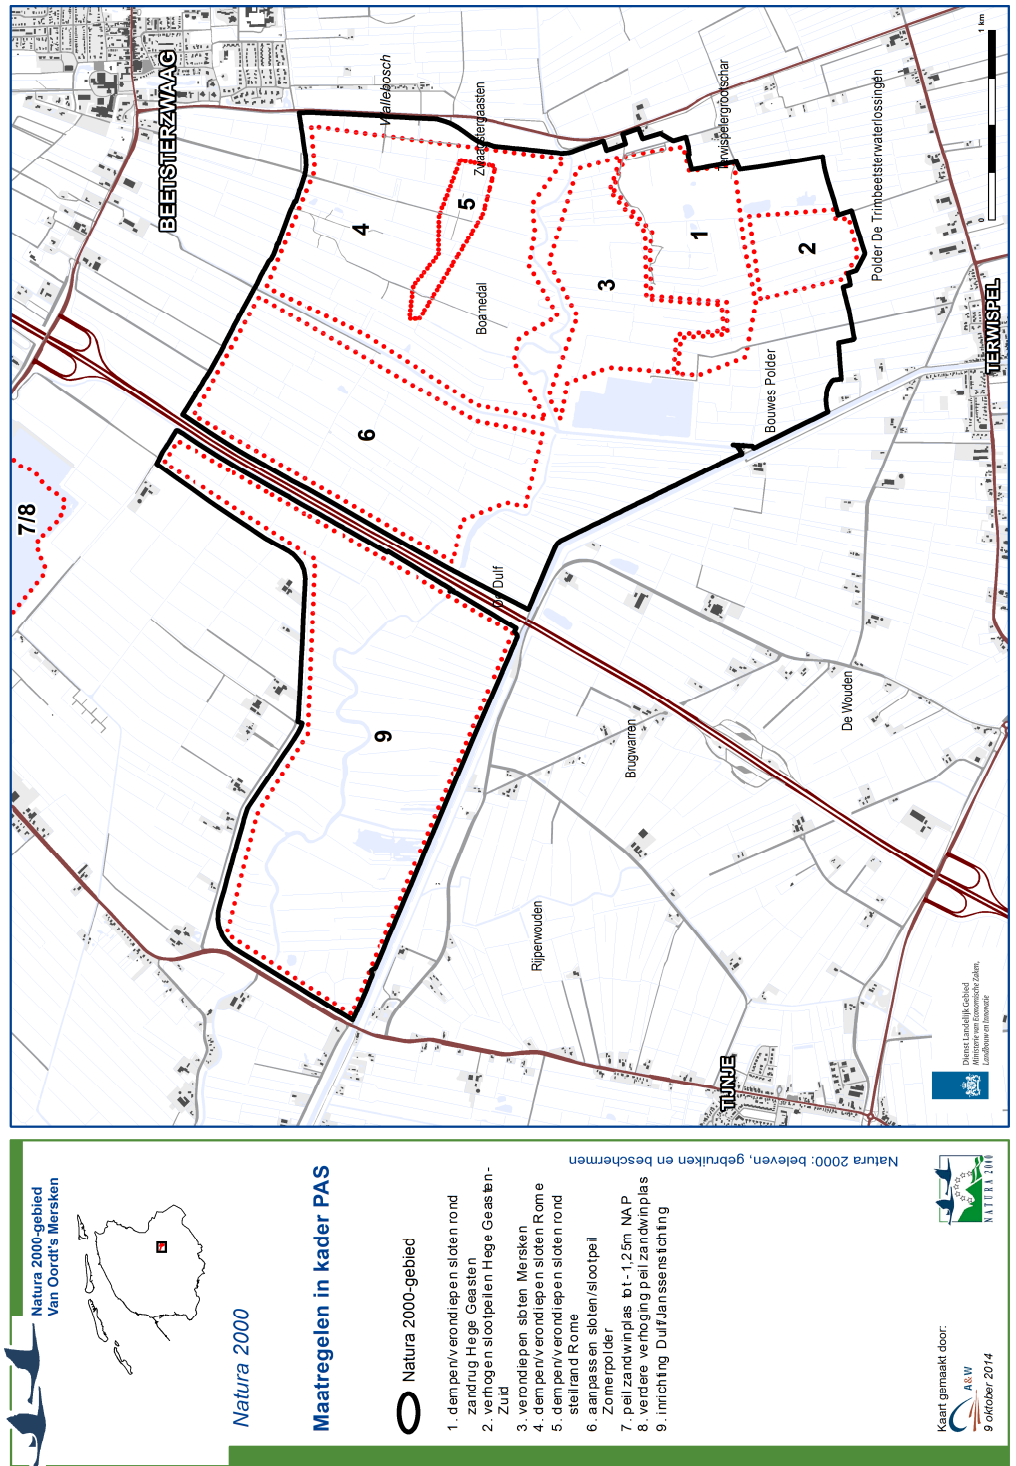 Natura 2000-gebied
Van Oordt's Mersken
Natura 2000
Maatregelen in kader PAS
Natura 2000-gebied
1. dempen/verondiepen sloten rond
zandrug Hege Geasten
2. verhogen slootpeilen Hege Geasten-
Zuid
3. verondiepen sloten Mersken
4. dempen/verondiepen sloten Rome
5. dempen/verondiepen sloten rond
steilrand Rome
6. aanpassen sloten/slootpeil
Zomerpolder
7. peil zandwinplas tot -1,25m NAP
8. verdere verhoging peil zandwinplas
9. inrichting Dulf/Janssenstichting
Natura 2000: beleven, gebruiken en beschermen
Kaart gemaakt door:
A&W
9 oktober 2014
NATURA 2000
BEETSTERZWAAG
Wallebosch
Zwaagstergaasten
Terwispelergrootschar
Polder De Trimbeetsterwaterlossingen
TERWISPEL
Boarnedal
Bouwes Polder
De Dulf
De Wouden
Brugwarren
Rijperwouden
TIJNJE
1
2
3
4
5
6
7/8
9
0
1 km
Dienst Landelijk Gebied
Ministerie van Economische Zaken,
Landbouw en Innovatie